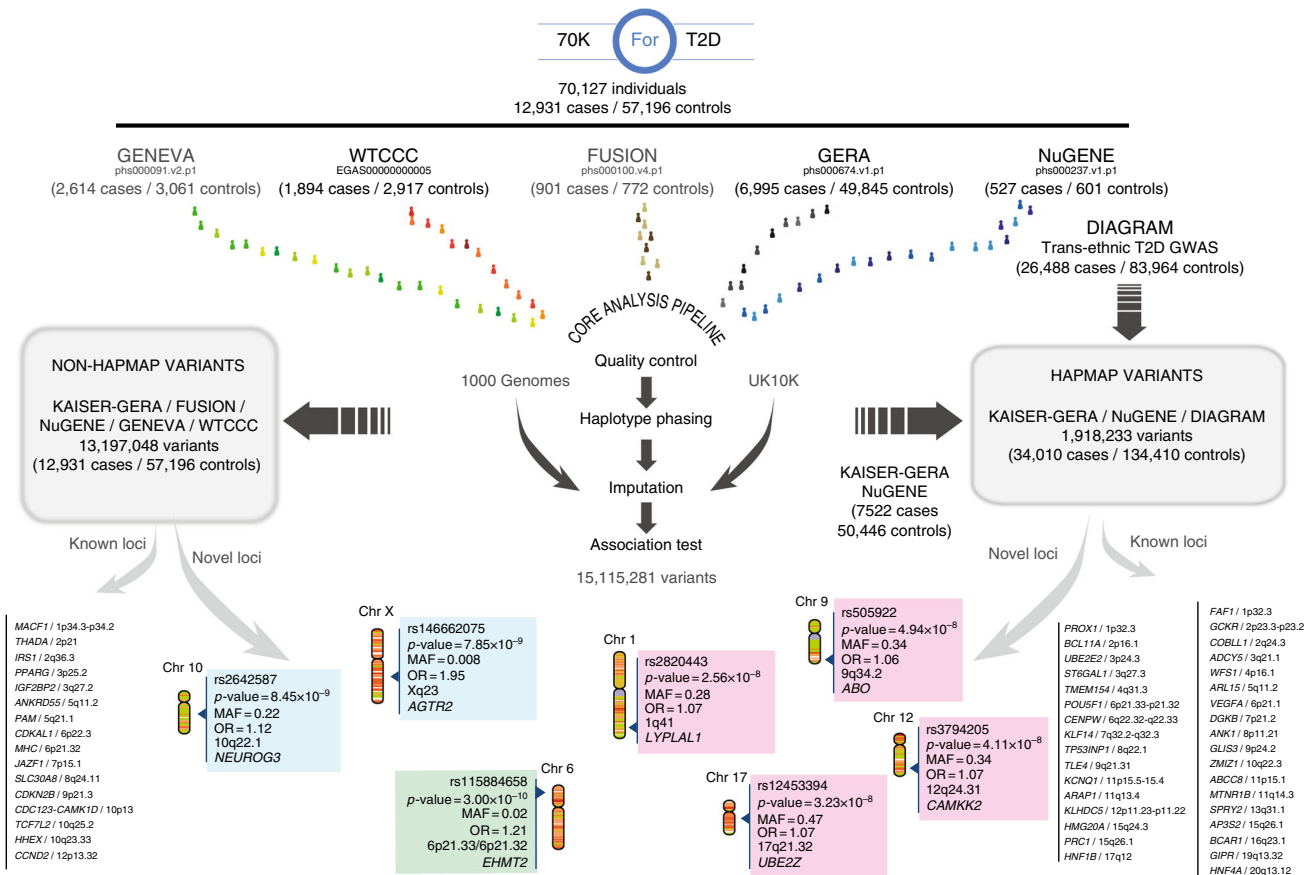 70K For T2D
70,127 individuals
12,931 cases / 57,196 controls
GENEVA
phs000091.v2.p1
(2,614 cases / 3,061 controls)
WTCCC
EGAS00000000005
(1,894 cases / 2,917 controls)
FUSION
phs000100.v4.p1
(901 cases / 772 controls)
GERA
phs000674.v1.p1
(6,995 cases / 49,845 controls)
NuGENE
phs000237.v1.p1
(527 cases / 601 controls)
DIAGRAM
Trans-ethnic T2D GWAS
(26,488 cases / 83,964 controls)
CORE ANALYSIS PIPELINE
Quality control
1000 Genomes
UK10K
Haplotype phasing
Imputation
Association test
15,115,281 variants
NON-HAPMAP VARIANTS
KAISER-GERA / FUSION /
NuGENE / GENEVA / WTCCC
13,197,048 variants
(12,931 cases / 57,196 controls)
HAPMAP VARIANTS
KAISER-GERA / NuGENE / DIAGRAM
1,918,233 variants
(34,010 cases / 134,410 controls)
KAISER-GERA
NuGENE
(7522 cases
50,446 controls)
Known loci
Novel loci
Novel loci
Known loci
MACF1 / 1p34.3-p34.2
THADA / 2p21
IRS1 / 2q36.3
PPARG / 3p25.2
IGF2BP2 / 3q27.2
ANKRD55 / 5q11.2
PAM / 5q21.1
CDKAL1 / 6p22.3
MHC / 6p21.32
JAZF1 / 7p15.1
SLC30A8 / 8q24.11
CDKN2B / 9p21.3
CDC123-CAMK1D / 10p13
TCF7L2 / 10q25.2
HHEX / 10q23.33
CCND2 / 12p13.32
Chr 10
rs2642587
p-value = 8.45×10⁻⁹
MAF = 0.22
OR = 1.12
10q22.1
NEUROG3
Chr X
rs146662075
p-value = 7.85×10⁻⁹
MAF = 0.008
OR = 1.95
Xq23
AGTR2
Chr 6
rs115884658
p-value = 3.00×10⁻¹⁰
MAF = 0.02
OR = 1.21
6p21.33/6p21.32
EHMT2
Chr 1
rs2820443
p-value = 2.56×10⁻⁸
MAF = 0.28
OR = 1.07
1q41
LYPLAL1
Chr 9
rs505922
p-value = 4.94×10⁻⁸
MAF = 0.34
OR = 1.06
9q34.2
ABO
Chr 17
rs12453394
p-value = 3.23×10⁻⁸
MAF = 0.47
OR = 1.07
17q21.32
UBE2Z
Chr 12
rs3794205
p-value = 4.11×10⁻⁸
MAF = 0.34
OR = 1.07
12q24.31
CAMKK2
PROX1 / 1p32.3
BCL11A / 2p16.1
UBE2E2 / 3p24.3
ST6GAL1 / 3q27.3
TMEM154 / 4q31.3
POU5F1 / 6p21.33-p21.32
CENPW / 6q22.32-q22.33
KLF14 / 7q32.2-q32.3
TP53INP1 / 8q22.1
TLE4 / 9q21.31
KCNQ1 / 11p15.5-15.4
ARAP1 / 11q13.4
KLHDC5 / 12p11.23-p11.22
HMG20A / 15q24.3
PRC1 / 15q26.1
HNF1B / 17q12
FAF1 / 1p32.3
GCKR / 2p23.3-p23.2
COBLL1 / 2q24.3
ADCY5 / 3q21.1
WFS1 / 4p16.1
ARL15 / 5q11.2
VEGFA / 6p21.1
DGKB / 7p21.2
ANK1 / 8p11.21
GLIS3 / 9p24.2
ZMIZ1 / 10q22.3
ABCC8 / 11p15.1
MTNR1B / 11q14.3
SPRY2 / 13q31.1
AP3S2 / 15q26.1
BCAR1 / 16q23.1
GIPR / 19q13.32
HNF4A / 20q13.12